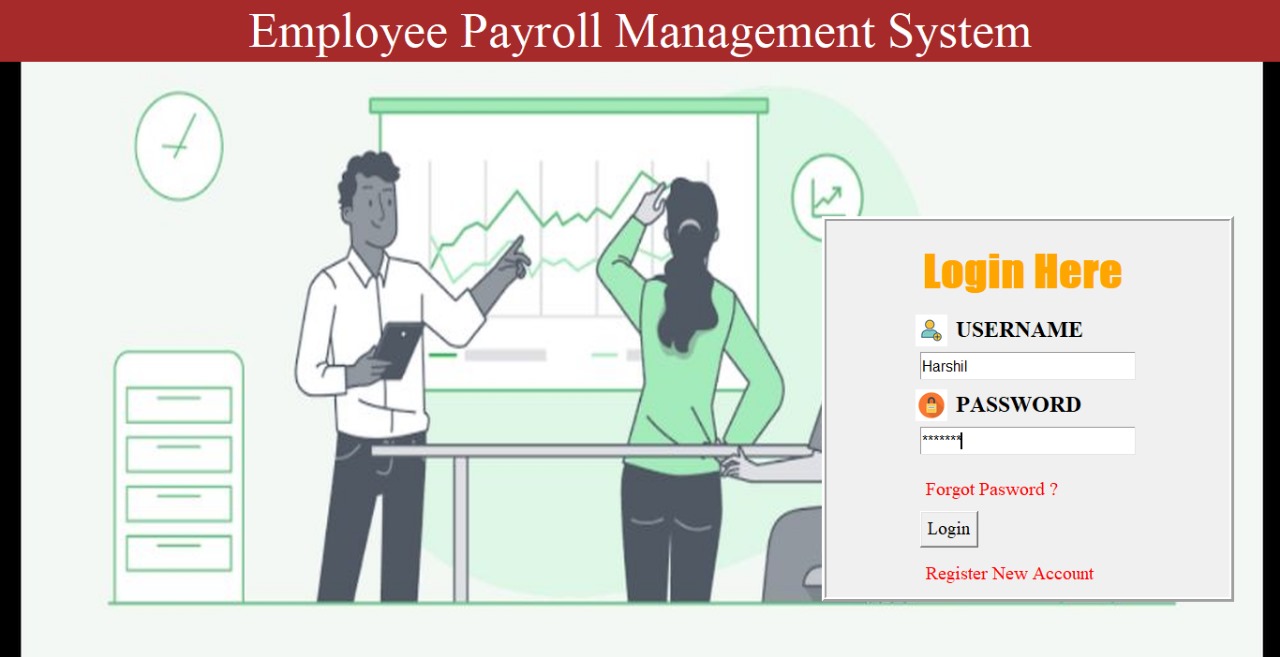 Employee Payroll Management System
Login Here
USERNAME
Harshil
PASSWORD
*******
Forgot Pasword ?
Login
Register New Account